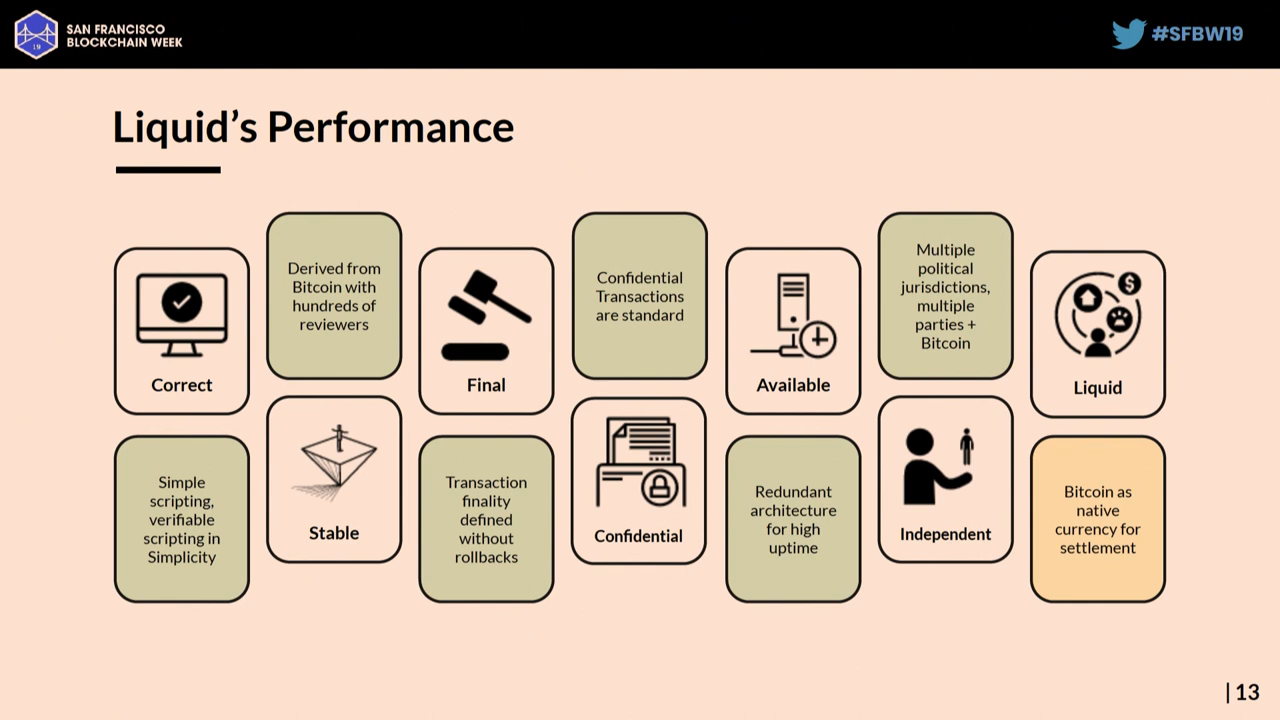 SAN FRANCISCO
BLOCKCHAIN WEEK
19
#SFBW19
Liquid’s Performance
Correct
Simple
scripting,
verifiable
scripting in
Simplicity
Derived from
Bitcoin with
hundreds of
reviewers
Stable
Final
Transaction
finality
defined
without
rollbacks
Confidential
Transactions
are standard
Confidential
Available
Redundant
architecture
for high
uptime
Multiple
political
jurisdictions,
multiple
parties +
Bitcoin
Independent
$
Liquid
Bitcoin as
native
currency for
settlement
| 13